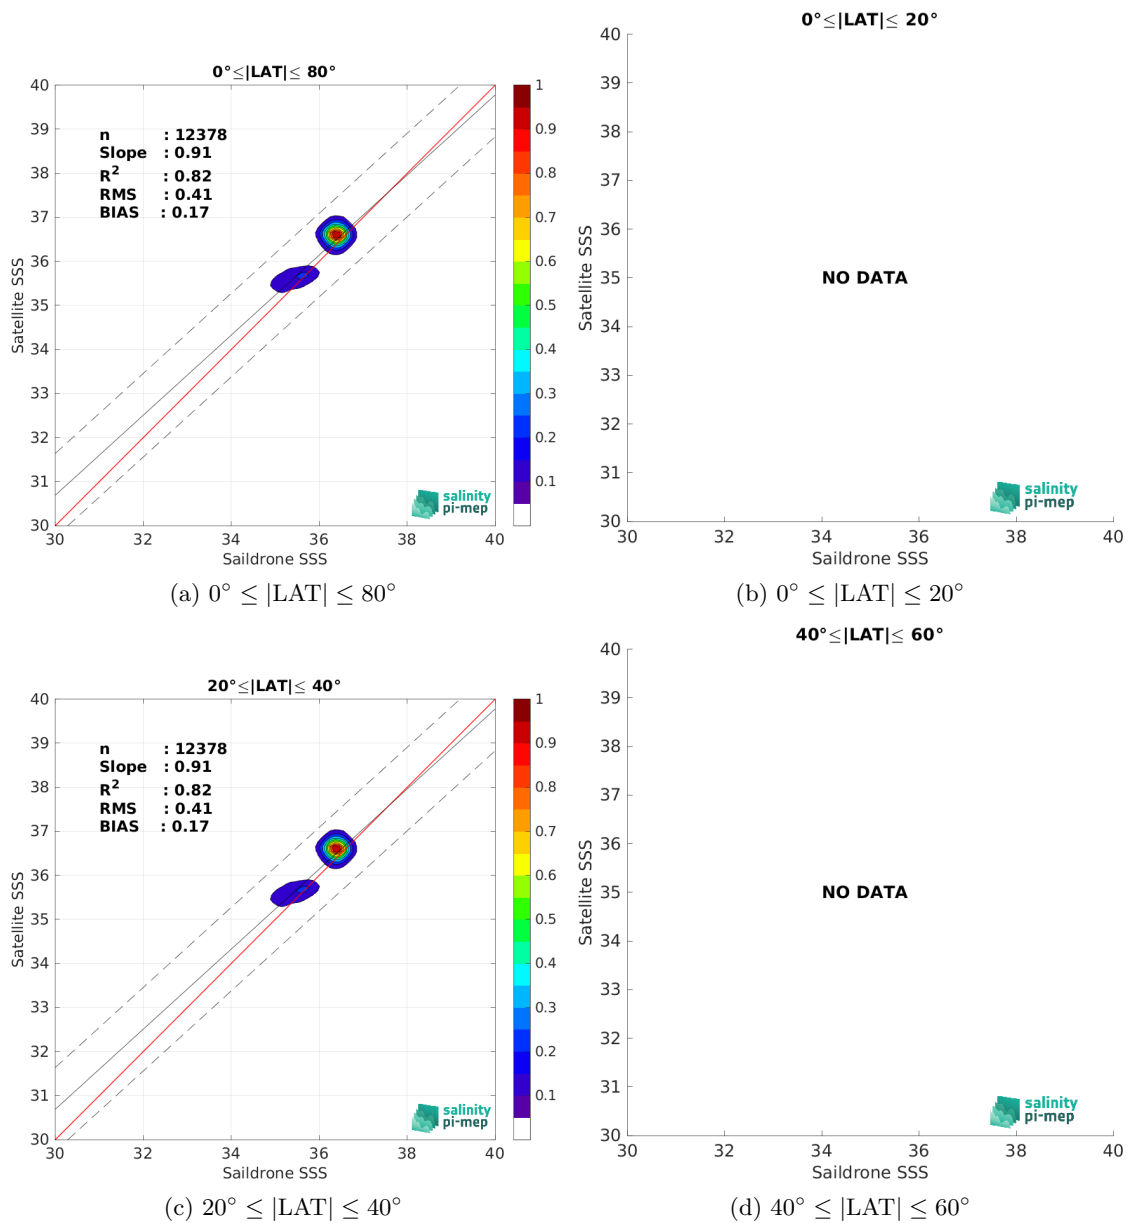 0°≤|LAT|≤ 80°
n : 12378
Slope : 0.91
R² : 0.82
RMS : 0.41
BIAS : 0.17
Satellite SSS
40
39
38
37
36
35
34
33
32
31
30
30 32 34 36 38 40
Saildrone SSS
1
0.9
0.8
0.7
0.6
0.5
0.4
0.3
0.2
0.1
salinity
pi-mep
(a) 0° ≤ |LAT| ≤ 80°
0°≤|LAT|≤ 20°
Satellite SSS
40
39
38
37
36
35
34
33
32
31
30
NO DATA
30 32 34 36 38 40
Saildrone SSS
salinity
pi-mep
(b) 0° ≤ |LAT| ≤ 20°
20°≤|LAT|≤ 40°
n : 12378
Slope : 0.91
R² : 0.82
RMS : 0.41
BIAS : 0.17
Satellite SSS
40
39
38
37
36
35
34
33
32
31
30
30 32 34 36 38 40
Saildrone SSS
1
0.9
0.8
0.7
0.6
0.5
0.4
0.3
0.2
0.1
salinity
pi-mep
(c) 20° ≤ |LAT| ≤ 40°
40°≤|LAT|≤ 60°
Satellite SSS
40
39
38
37
36
35
34
33
32
31
30
NO DATA
30 32 34 36 38 40
Saildrone SSS
salinity
pi-mep
(d) 40° ≤ |LAT| ≤ 60°